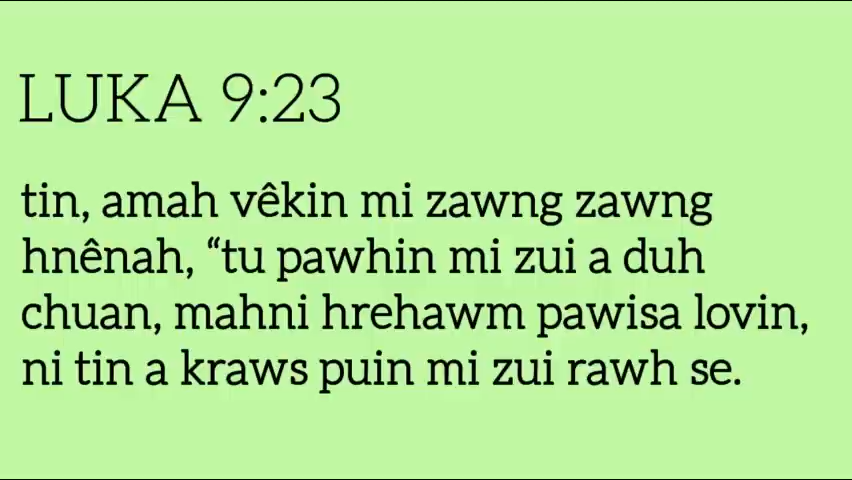 LUKA 9:23
tin, amah vêkin mi zawng zawng
hnênah, “tu pawhin mi zui a duh
chuan, mahni hrehawm pawisa lovin,
ni tin a kraws puin mi zui rawh se.